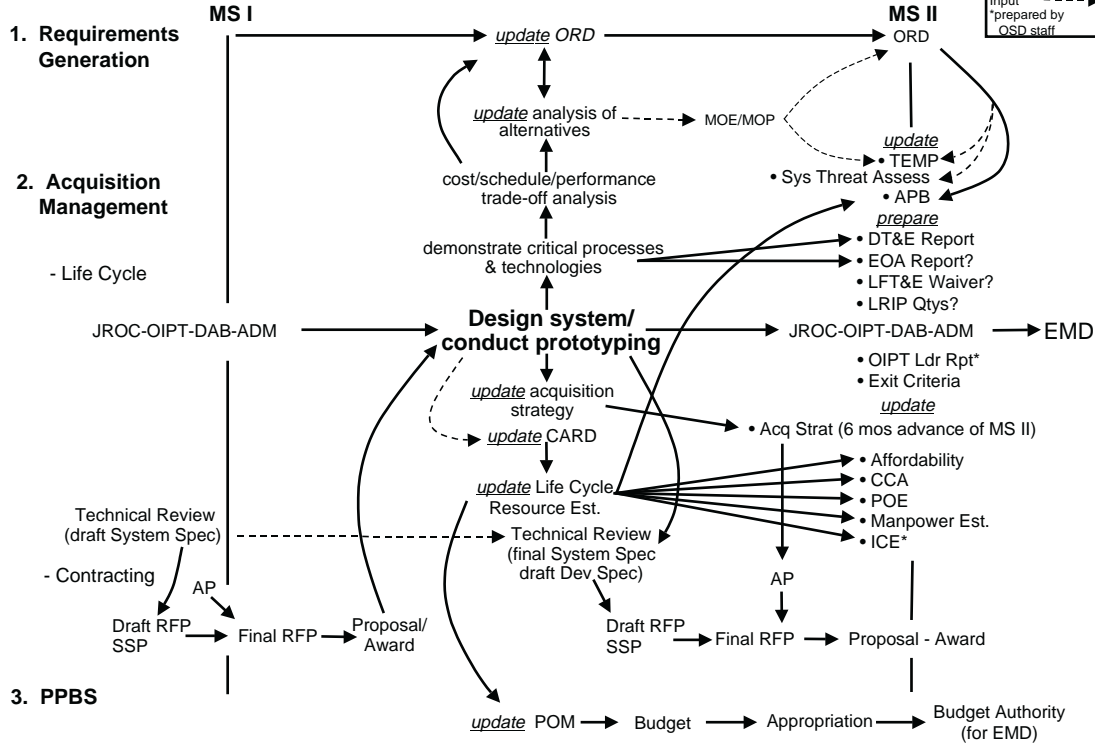 MS I
MS II
Input
*prepared by
OSD staff
1. Requirements
Generation
update ORD
ORD
update analysis of
alternatives
MOE/MOP
update
• TEMP
• Sys Threat Assess
• APB
2. Acquisition
Management
cost/schedule/performance
trade-off analysis
prepare
• DT&E Report
• EOA Report?
• LFT&E Waiver?
• LRIP Qtys?
demonstrate critical processes
& technologies
- Life Cycle
JROC-OIPT-DAB-ADM
Design system/
conduct prototyping
JROC-OIPT-DAB-ADM
EMD
• OIPT Ldr Rpt*
• Exit Criteria
update
• Acq Strat (6 mos advance of MS II)
update acquisition
strategy
update CARD
• Affordability
• CCA
• POE
• Manpower Est.
• ICE*
update Life Cycle
Resource Est.
Technical Review
(draft System Spec)
Technical Review
(final System Spec
draft Dev Spec)
- Contracting
AP
AP
Draft RFP
SSP
Final RFP
Proposal/
Award
Draft RFP
SSP
Final RFP
Proposal - Award
3. PPBS
update POM
Budget
Appropriation
Budget Authority
(for EMD)